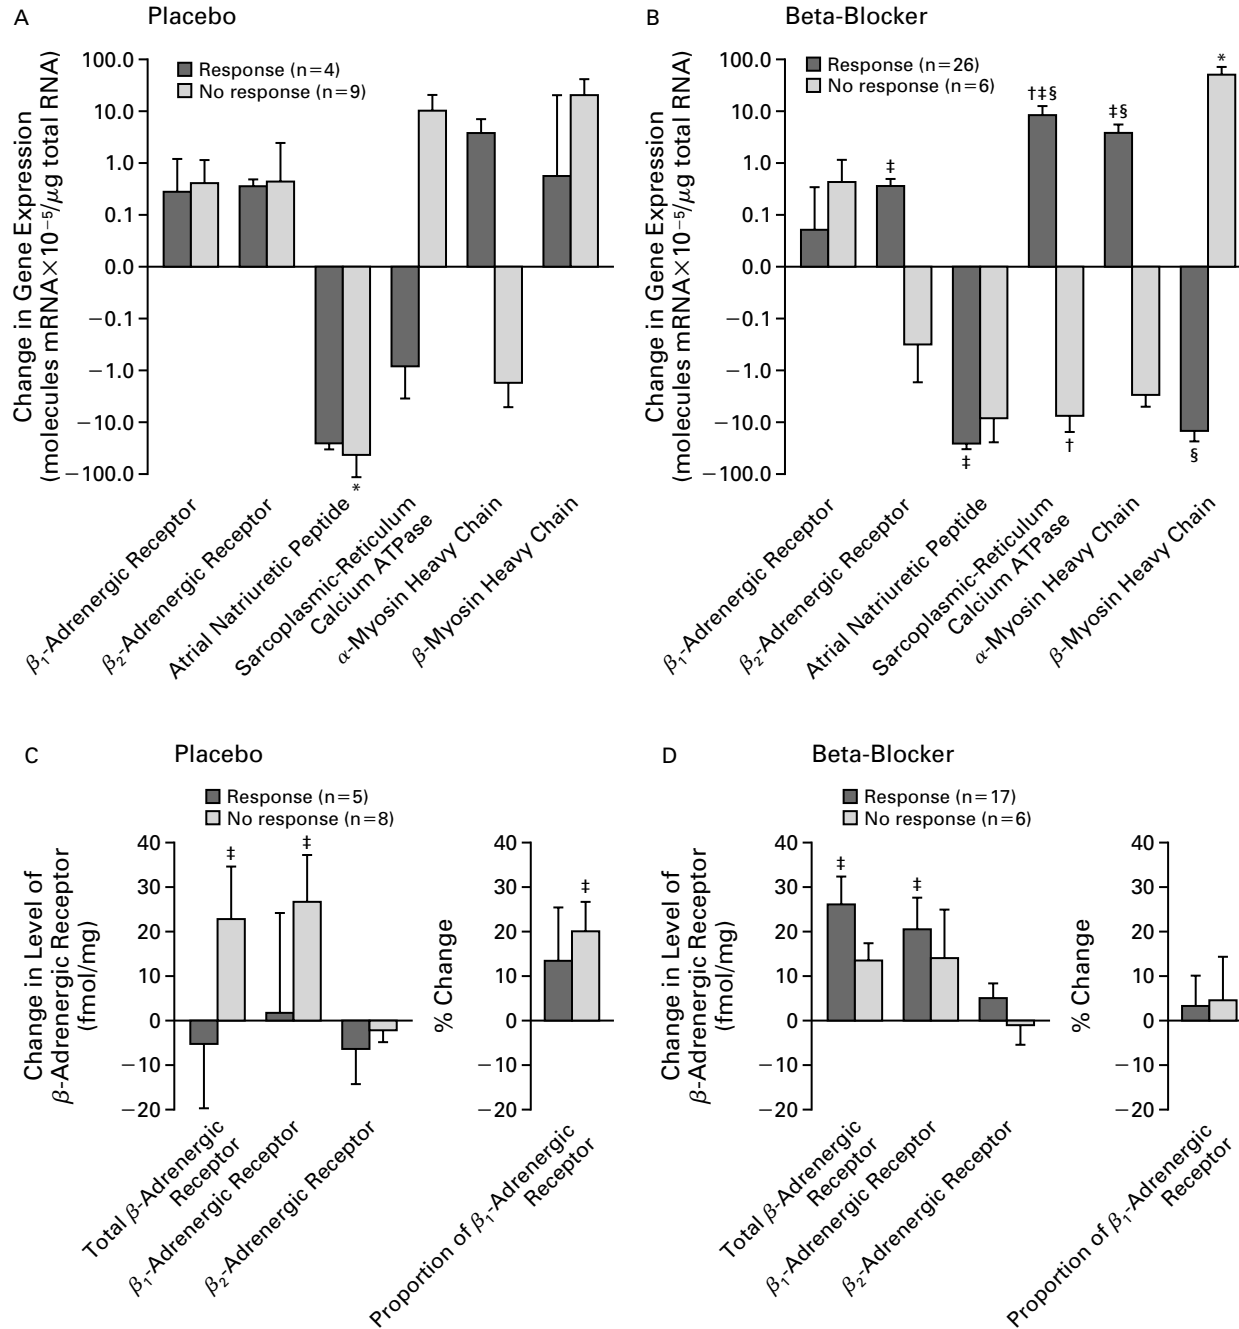 A
Placebo
Change in Gene Expression
(molecules mRNA×10⁻⁵/μg total RNA)
Response (n=4)
No response (n=9)
100.0
10.0
1.0
0.1
0.0
−0.1
−1.0
−10.0
−100.0
*
β₁-Adrenergic Receptor
β₂-Adrenergic Receptor
Atrial Natriuretic Peptide
Sarcoplasmic-Reticulum
Calcium ATPase
α-Myosin Heavy Chain
β-Myosin Heavy Chain
B
Beta-Blocker
Change in Gene Expression
(molecules mRNA×10⁻⁵/μg total RNA)
Response (n=26)
No response (n=6)
100.0
10.0
1.0
0.1
0.0
−0.1
−1.0
−10.0
−100.0
‡
‡
†‡§
†
‡§
§
*
β₁-Adrenergic Receptor
β₂-Adrenergic Receptor
Atrial Natriuretic Peptide
Sarcoplasmic-Reticulum
Calcium ATPase
α-Myosin Heavy Chain
β-Myosin Heavy Chain
C
Placebo
Change in Level of
β-Adrenergic Receptor
(fmol/mg)
Response (n=5)
No response (n=8)
40
30
20
10
0
−10
−20
‡
‡
Total β-Adrenergic
Receptor
β₁-Adrenergic Receptor
β₂-Adrenergic Receptor
% Change
40
30
20
10
0
−10
−20
‡
Proportion of β₁-Adrenergic
Receptor
D
Beta-Blocker
Change in Level of
β-Adrenergic Receptor
(fmol/mg)
Response (n=17)
No response (n=6)
40
30
20
10
0
−10
−20
‡
‡
Total β-Adrenergic
Receptor
β₁-Adrenergic Receptor
β₂-Adrenergic Receptor
% Change
40
30
20
10
0
−10
−20
Proportion of β₁-Adrenergic
Receptor